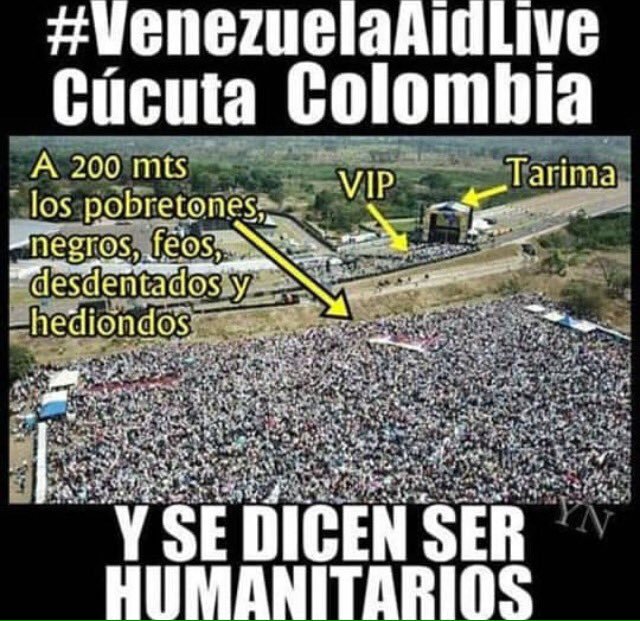 #VenezuelaAidLive
Cúcuta Colombia
A 200 mts
los pobretones,
negros, feos,
desdentados y
hediondos
VIP
Tarima
Y SE DICEN SER
HUMANITARIOS
YN